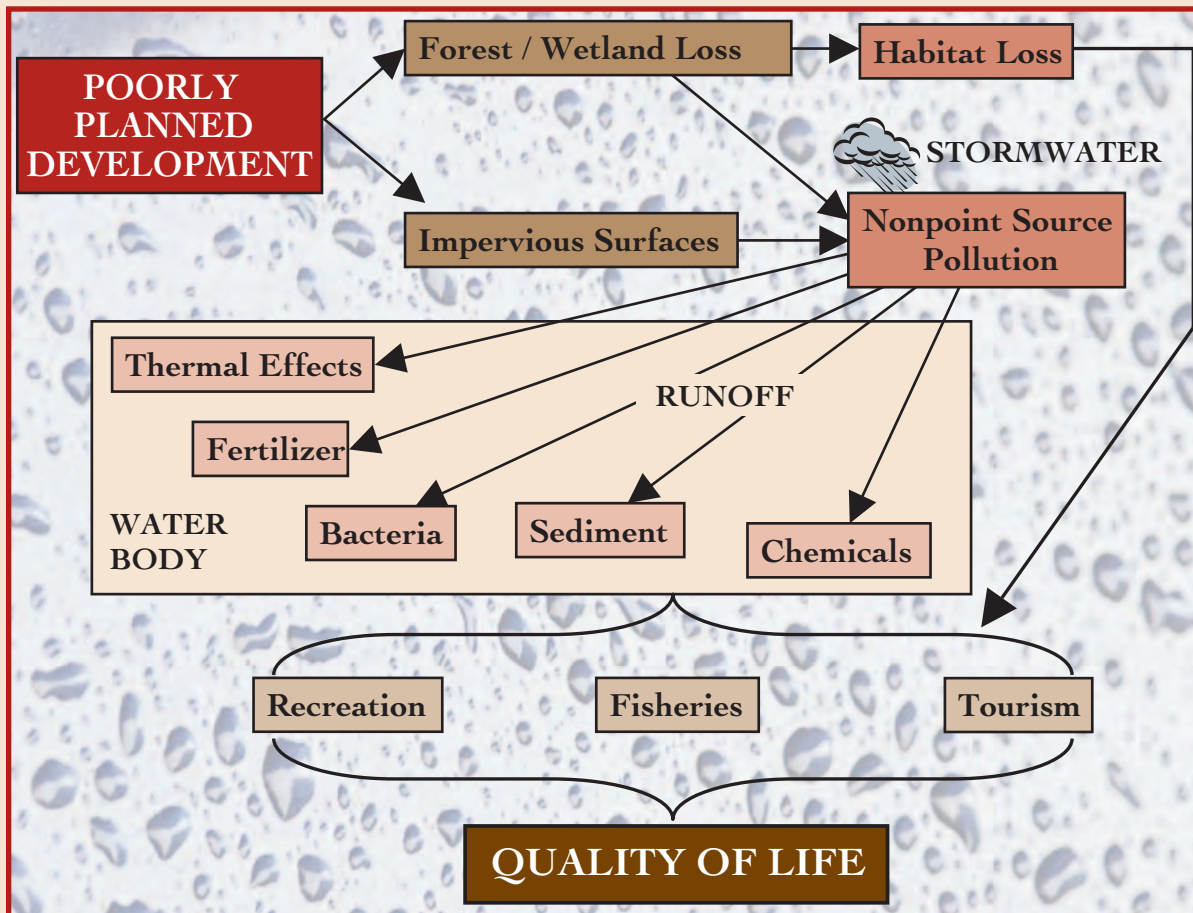 POORLY
PLANNED
DEVELOPMENT
Forest / Wetland Loss
Habitat Loss
STORMWATER
Impervious Surfaces
Nonpoint Source
Pollution
Thermal Effects
RUNOFF
Fertilizer
WATER
BODY
Bacteria
Sediment
Chemicals
Recreation
Fisheries
Tourism
QUALITY OF LIFE